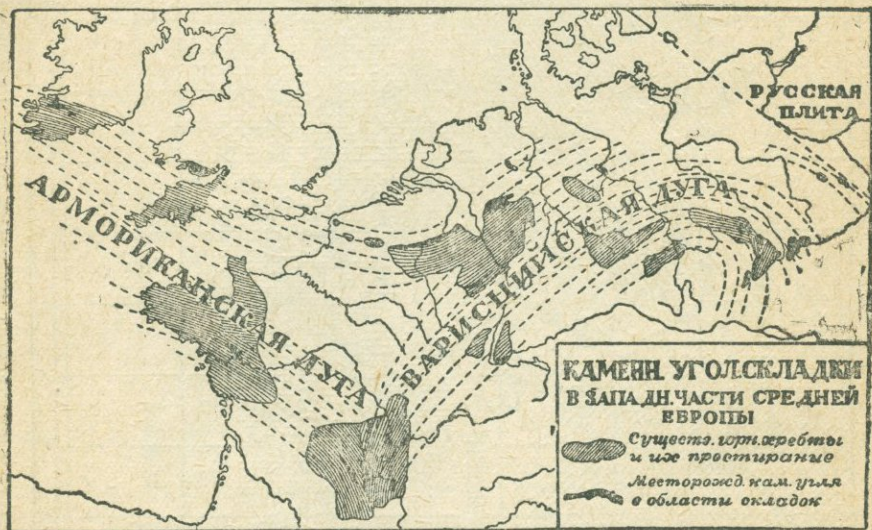 РУССКАЯ
ПЛИТА
АРМОРИКАНСКАЯ ДУГА
ВАРИСНИЙСКАЯ ДУГА
КАМЕНН. УГОЛ. СКЛАДКИ
В ЗАПАДН. ЧАСТИ СРЕДНЕЙ
ЕВРОПЫ
Существ. горн. хребты
и их простирание
Месторожд. кам. угля
в области складок